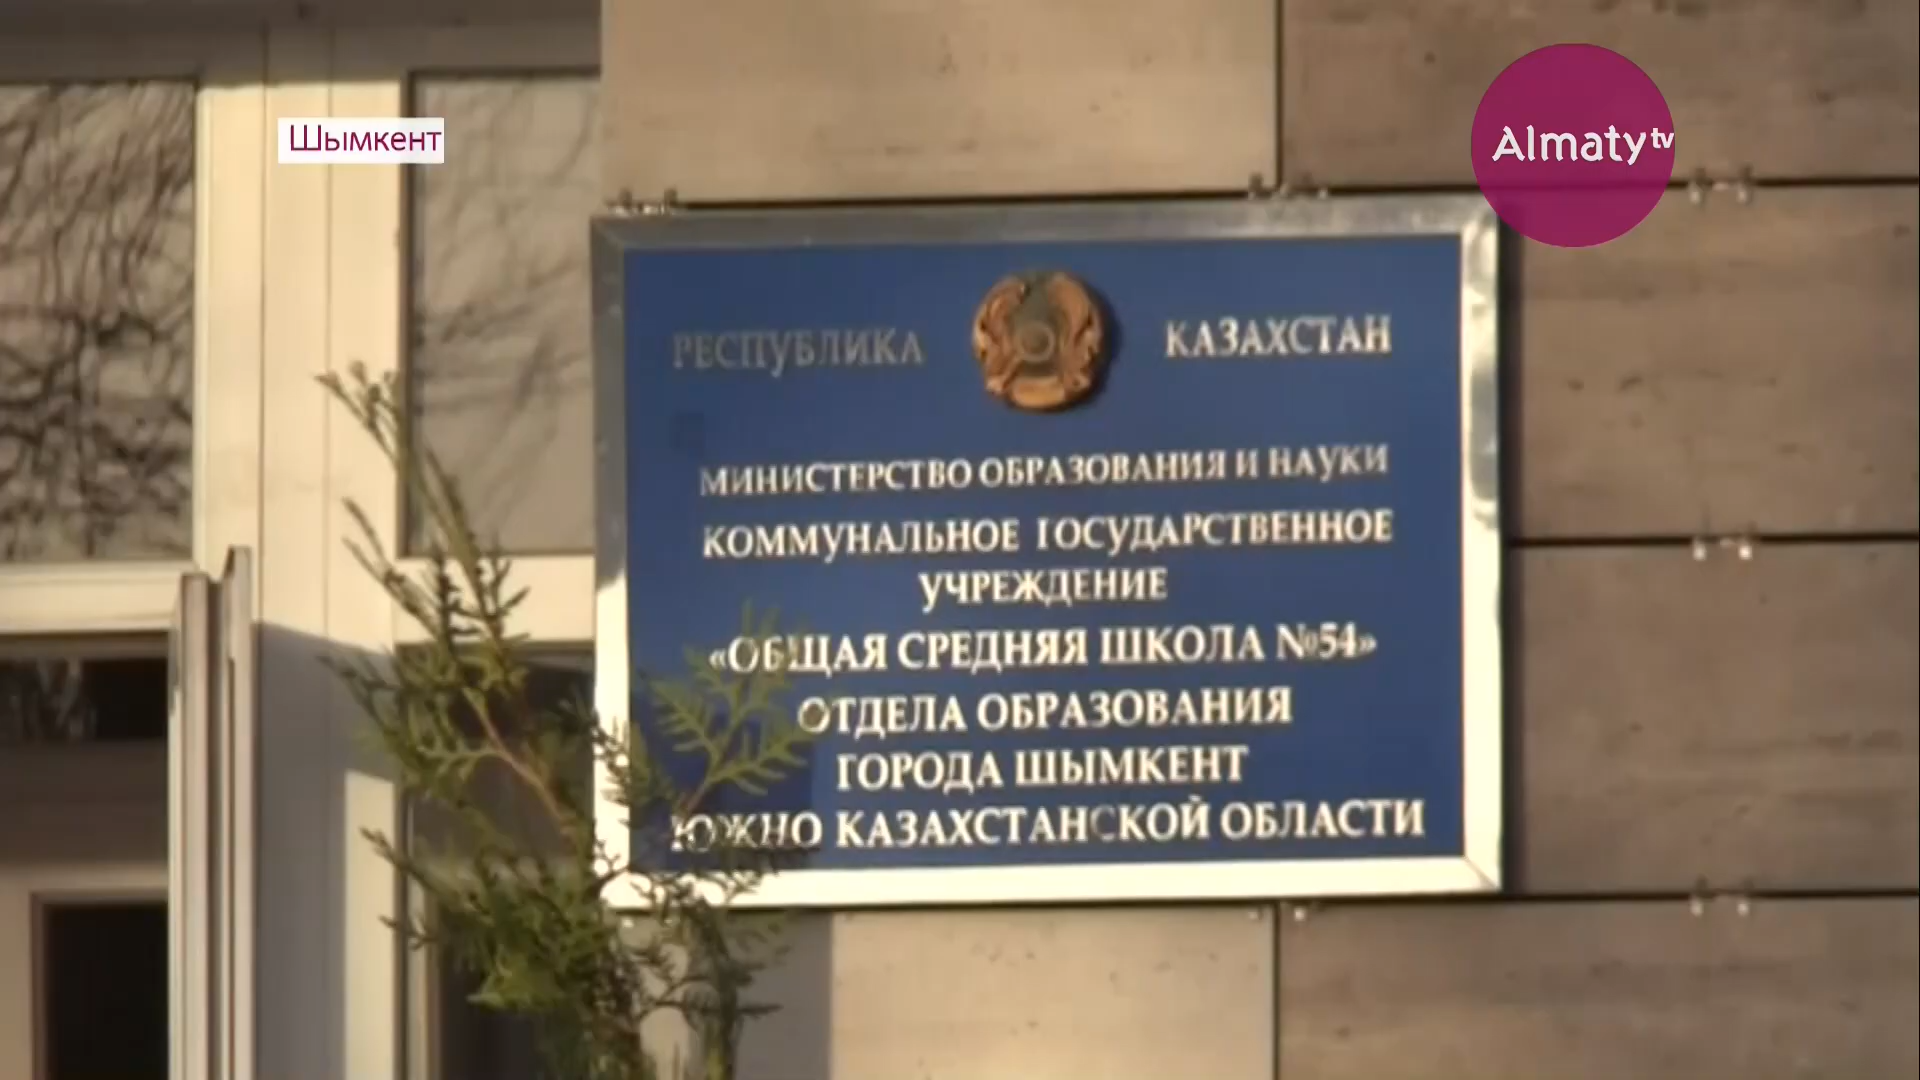 Шымкент
Almaty tv
РЕСПУБЛИКА КАЗАХСТАН
МИНИСТЕРСТВО ОБРАЗОВАНИЯ И НАУКИ
КОММУНАЛЬНОЕ ГОСУДАРСТВЕННОЕ
УЧРЕЖДЕНИЕ
«ОБЩАЯ СРЕДНЯЯ ШКОЛА №54»
ОТДЕЛА ОБРАЗОВАНИЯ
ГОРОДА ШЫМКЕНТ
ЮЖНО КАЗАХСТАНСКОЙ ОБЛАСТИ